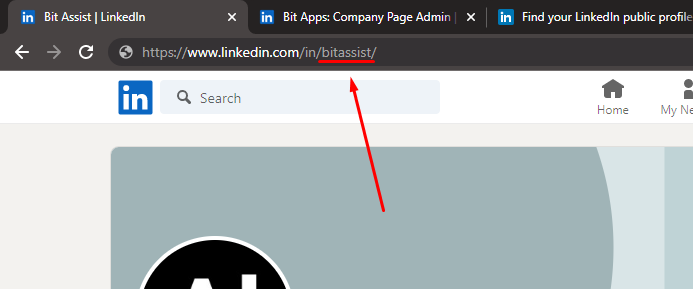 Bit Assist | LinkedIn
Bit Apps: Company Page Admin |
Find your LinkedIn public profile
https://www.linkedin.com/in/bitassist/
in
Search
Home
My Ne